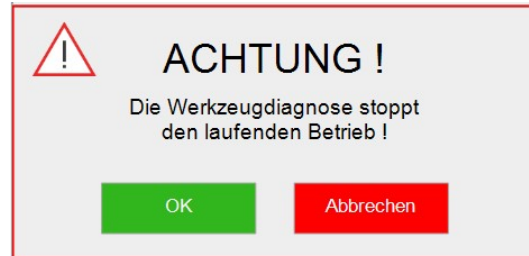 ACHTUNG !
Die Werkzeugdiagnose stoppt
den laufenden Betrieb !
OK
Abbrechen